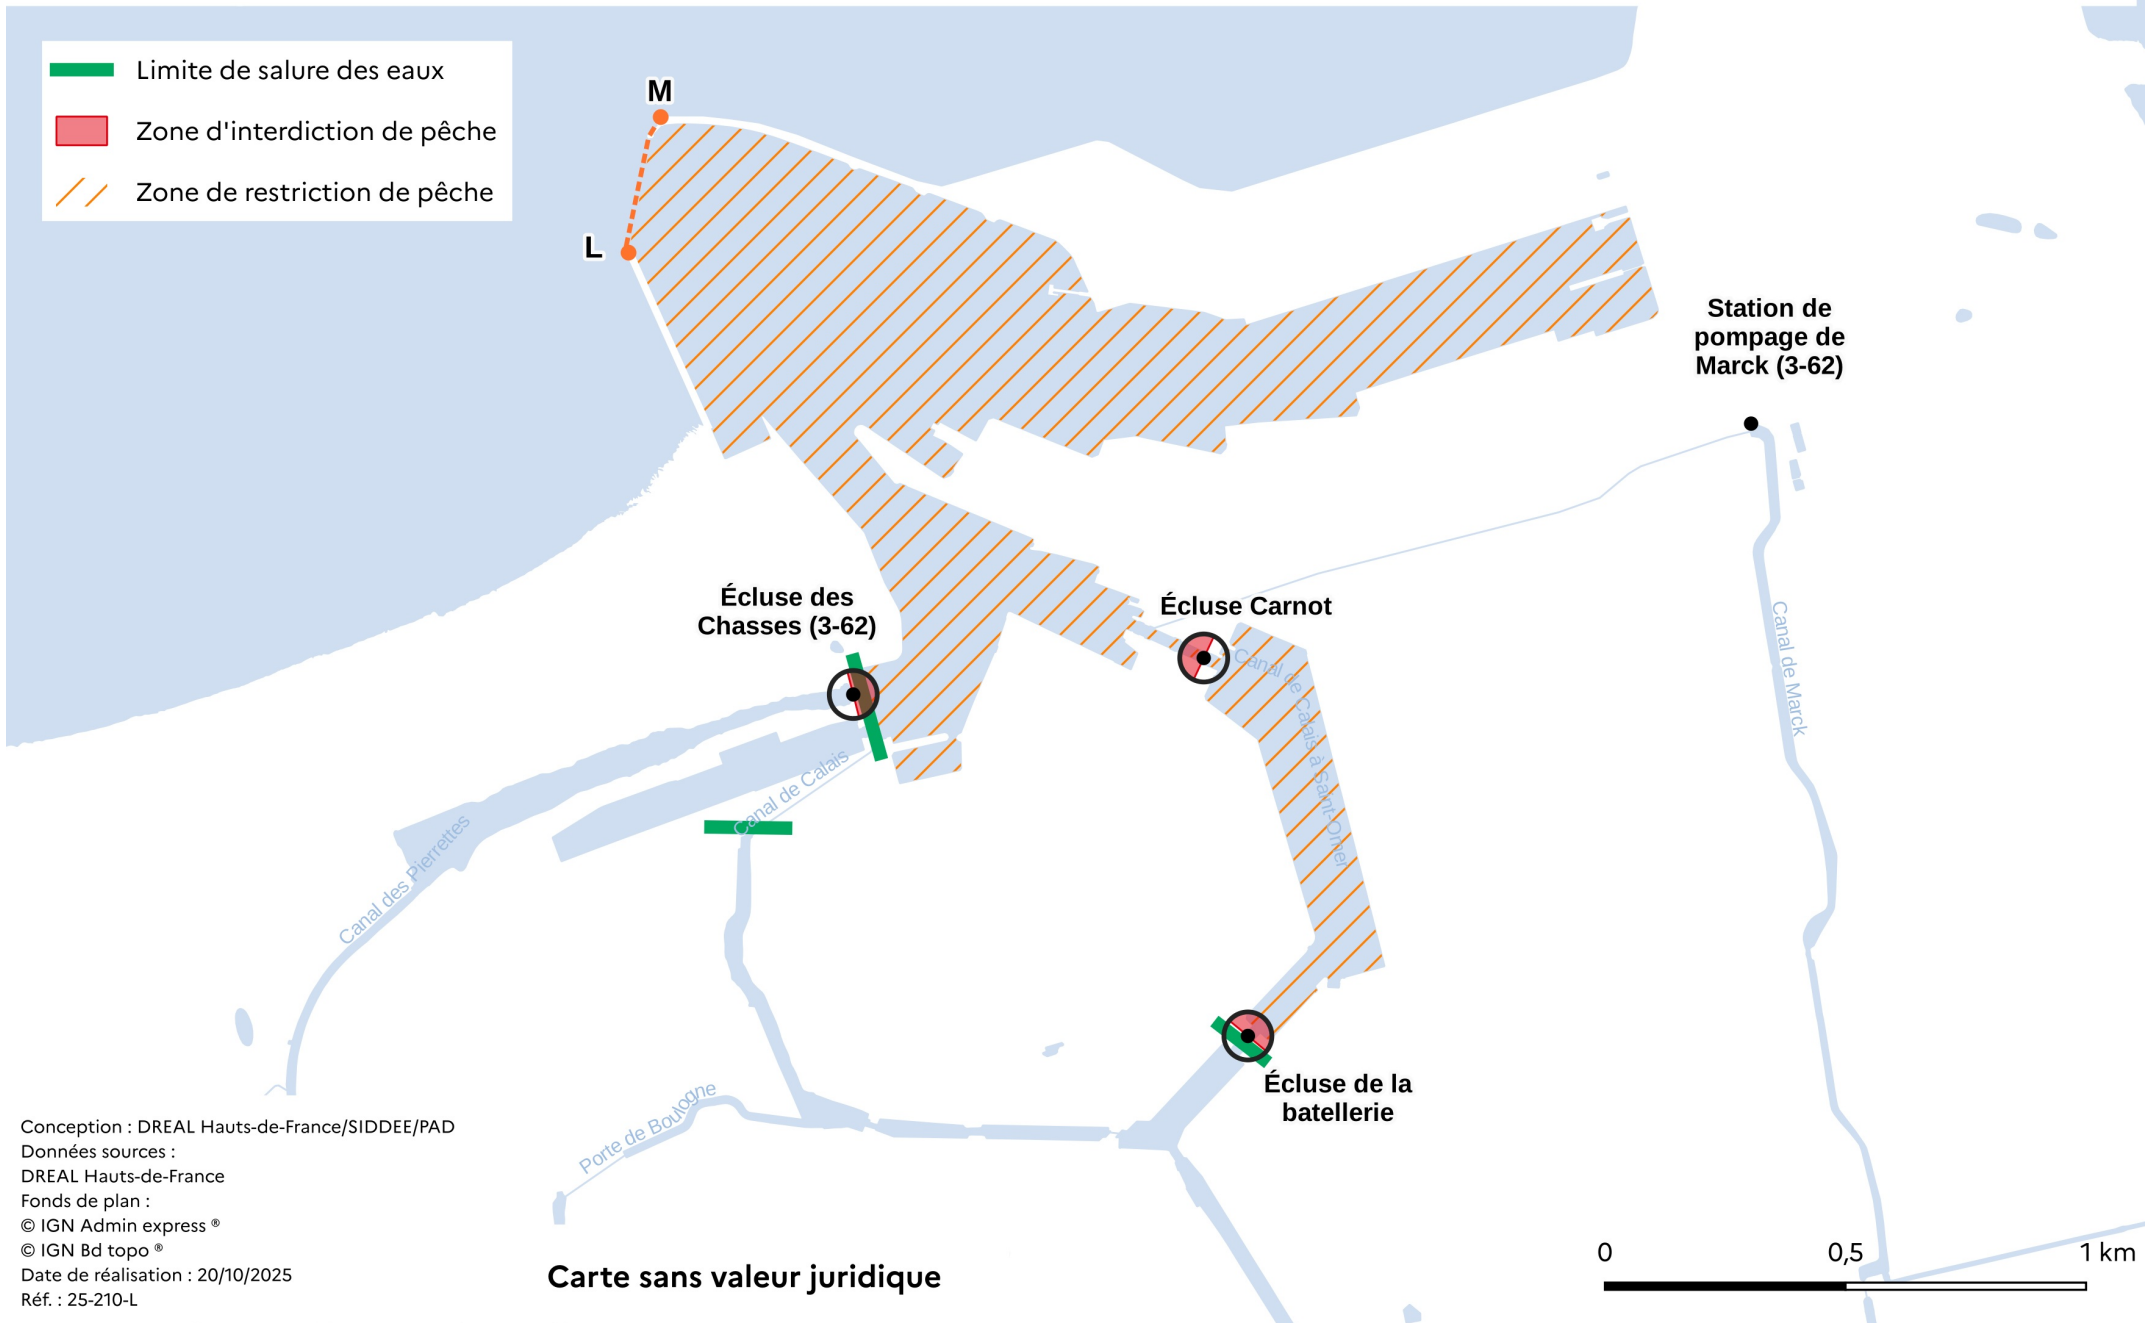 Limite de salure des eaux
Zone d'interdiction de pêche
Zone de restriction de pêche
M
L
Station de
pompage de
Marck (3-62)
Écluse des
Chasses (3-62)
Écluse Carnot
Canal de Calais à Saint-Omer
Canal de Marck
Canal de Calais
Canal des Pierrettes
Écluse de la
batellerie
Porte de Boulogne
Conception : DREAL Hauts-de-France/SIDDEE/PAD
Données sources :
DREAL Hauts-de-France
Fonds de plan :
© IGN Admin express ®
© IGN Bd topo ®
Date de réalisation : 20/10/2025
Réf. : 25-210-L
Carte sans valeur juridique
0 0,5 1 km